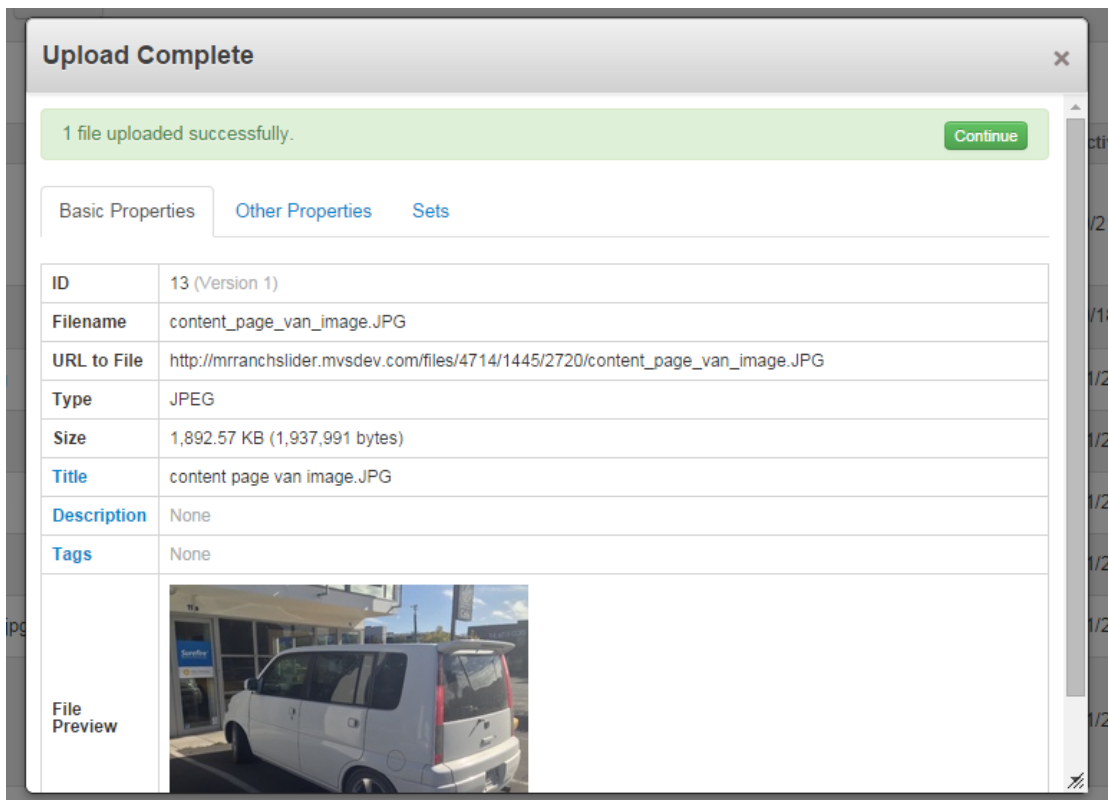 Upload Complete
×
1 file uploaded successfully.
Continue
Basic Properties Other Properties Sets
ID 13 (Version 1)
Filename content_page_van_image.JPG
URL to File http://mrranchslider.mvsdev.com/files/4714/1445/2720/content_page_van_image.JPG
Type JPEG
Size 1,892.57 KB (1,937,991 bytes)
Title content page van image.JPG
Description None
Tags None
File
Preview
Surefire